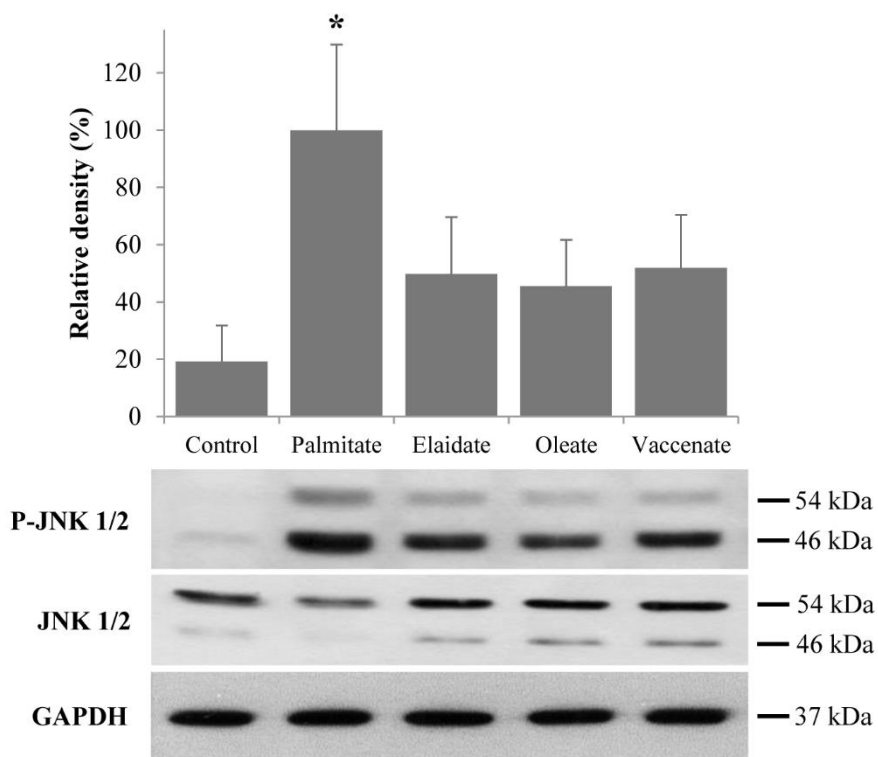 *
Relative density (%)
120
100
80
60
40
20
0
Control Palmitate Elaidate Oleate Vaccenate
P-JNK 1/2
54 kDa
46 kDa
JNK 1/2
54 kDa
46 kDa
GAPDH
37 kDa